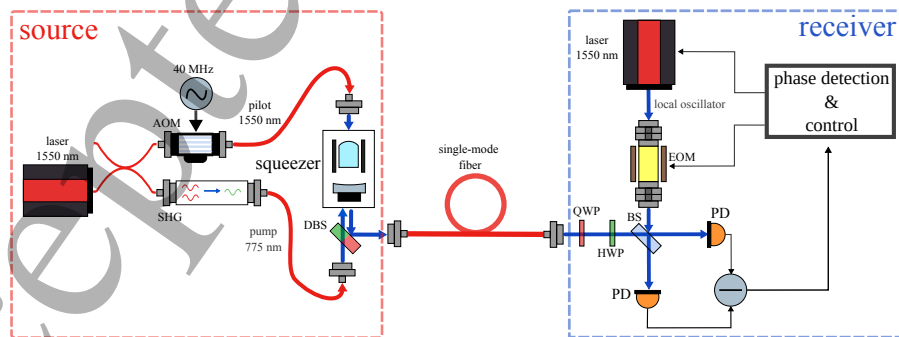 source
receiver
40 MHz
AOM
pilot
1550 nm
laser
1550 nm
squeezer
SHG
pump
775 nm
DBS
single-mode
fiber
laser
1550 nm
local oscillator
phase detection
&
control
EOM
QWP
HWP
BS
PD
PD